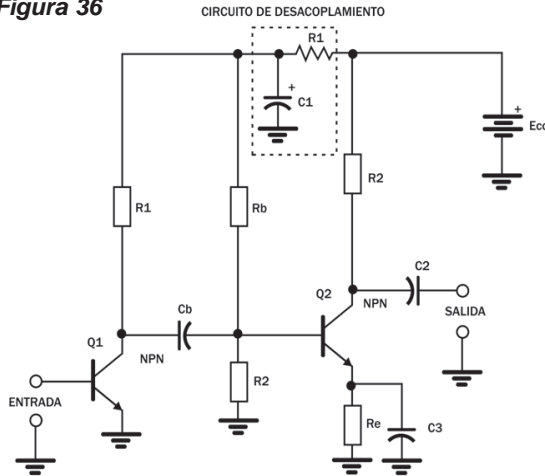 Figura 36
CIRCUITO DE DESACOPLAMIENTO
R1
+
C1
+
Ecc
R1
Rb
R2
C2
Q2
NPN
SALIDA
Cb
Q1
NPN
R2
ENTRADA
Re
C3